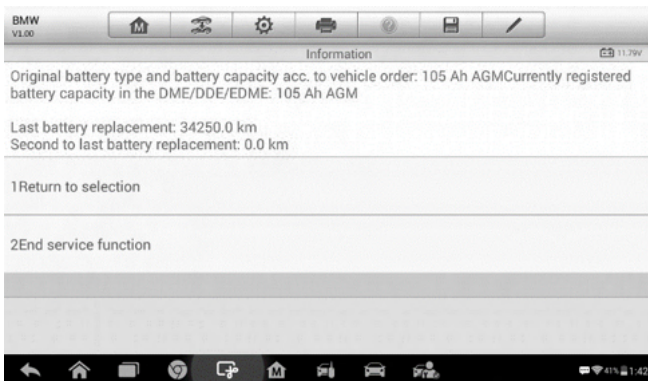 BMW
V1.00
Information
11.79V
Original battery type and battery capacity acc. to vehicle order: 105 Ah AGMCurrently registered
battery capacity in the DME/DDE/EDME: 105 Ah AGM
Last battery replacement: 34250.0 km
Second to last battery replacement: 0.0 km
1Return to selection
2End service function
41% 1:42